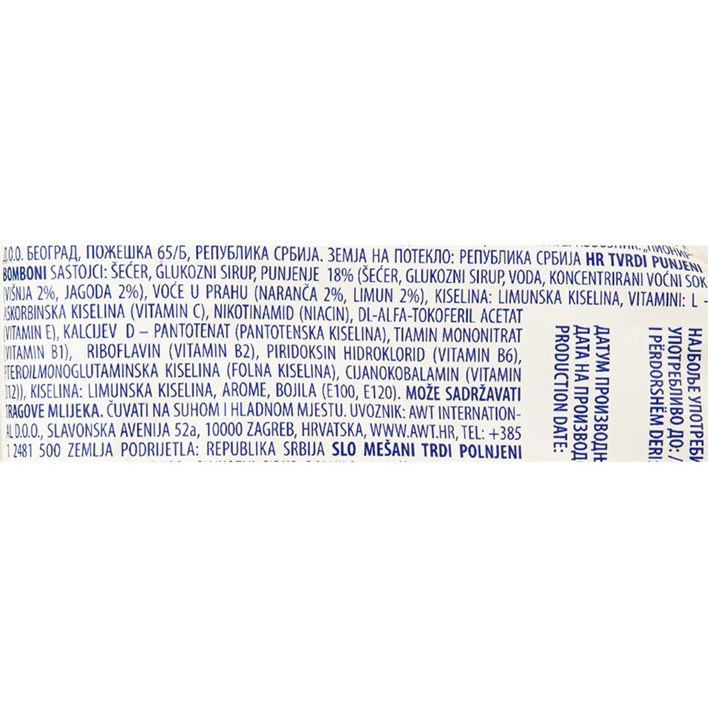 Д.О.О. БЕОГРАД, ПОЖЕШКА 65/Б, РЕПУБЛИКА СРБИЈА. ЗЕМЈА НА ПОТЕКЛО: РЕПУБЛИКА СРБИЈА HR TVRDI PUNJENI
BOMBONI SASTOJCI: ŠEĆER, GLUKOZNI SIRUP, PUNJENJE 18% (ŠEĆER, GLUKOZNI SIRUP, VODA, KONCENTRIRANI VOĆNI SOK
(VIŠNJA 2%, JAGODA 2%), VOĆE U PRAHU (NARANČA 2%, LIMUN 2%), KISELINA: LIMUNSKA KISELINA, VITAMINI: L -
ASKORBINSKA KISELINA (VITAMIN C), NIKOTINAMID (NIACIN), DL-ALFA-TOKOFERIL ACETAT
(VITAMIN E), KALCIJEV D – PANTOTENAT (PANTOTENSKA KISELINA), TIAMIN MONONITRAT
(VITAMIN B1), RIBOFLAVIN (VITAMIN B2), PIRIDOKSIN HIDROKLORID (VITAMIN B6),
PTEROILMONOGLUTAMINSKA KISELINA (FOLNA KISELINA), CIJANOKOBALAMIN (VITAMIN
B12)), KISELINA: LIMUNSKA KISELINA, AROME, BOJILA (E100, E120). MOŽE SADRŽAVATI
TRAGOVE MLIJEKA. ČUVATI NA SUHOM I HLADNOM MJESTU. UVOZNIK: AWT INTERNATION-
AL D.O.O., SLAVONSKA AVENIJA 52a, 10000 ZAGREB, HRVATSKA, WWW.AWT.HR, TEL: +385
1 2481 500 ZEMLJA PODRIJETLA: REPUBLIKA SRBIJA SLO MEŠANI TRDI POLNJENI
ДАТУМ ПРОИЗВОДЊ
ДАТА НА ПРОИЗВОД
PRODUCTION DATE:
НАЈБОЉЕ УПОТРЕБИ
УПОТРЕБЛИВО ДО: /
I PËRDORSHËM DERI